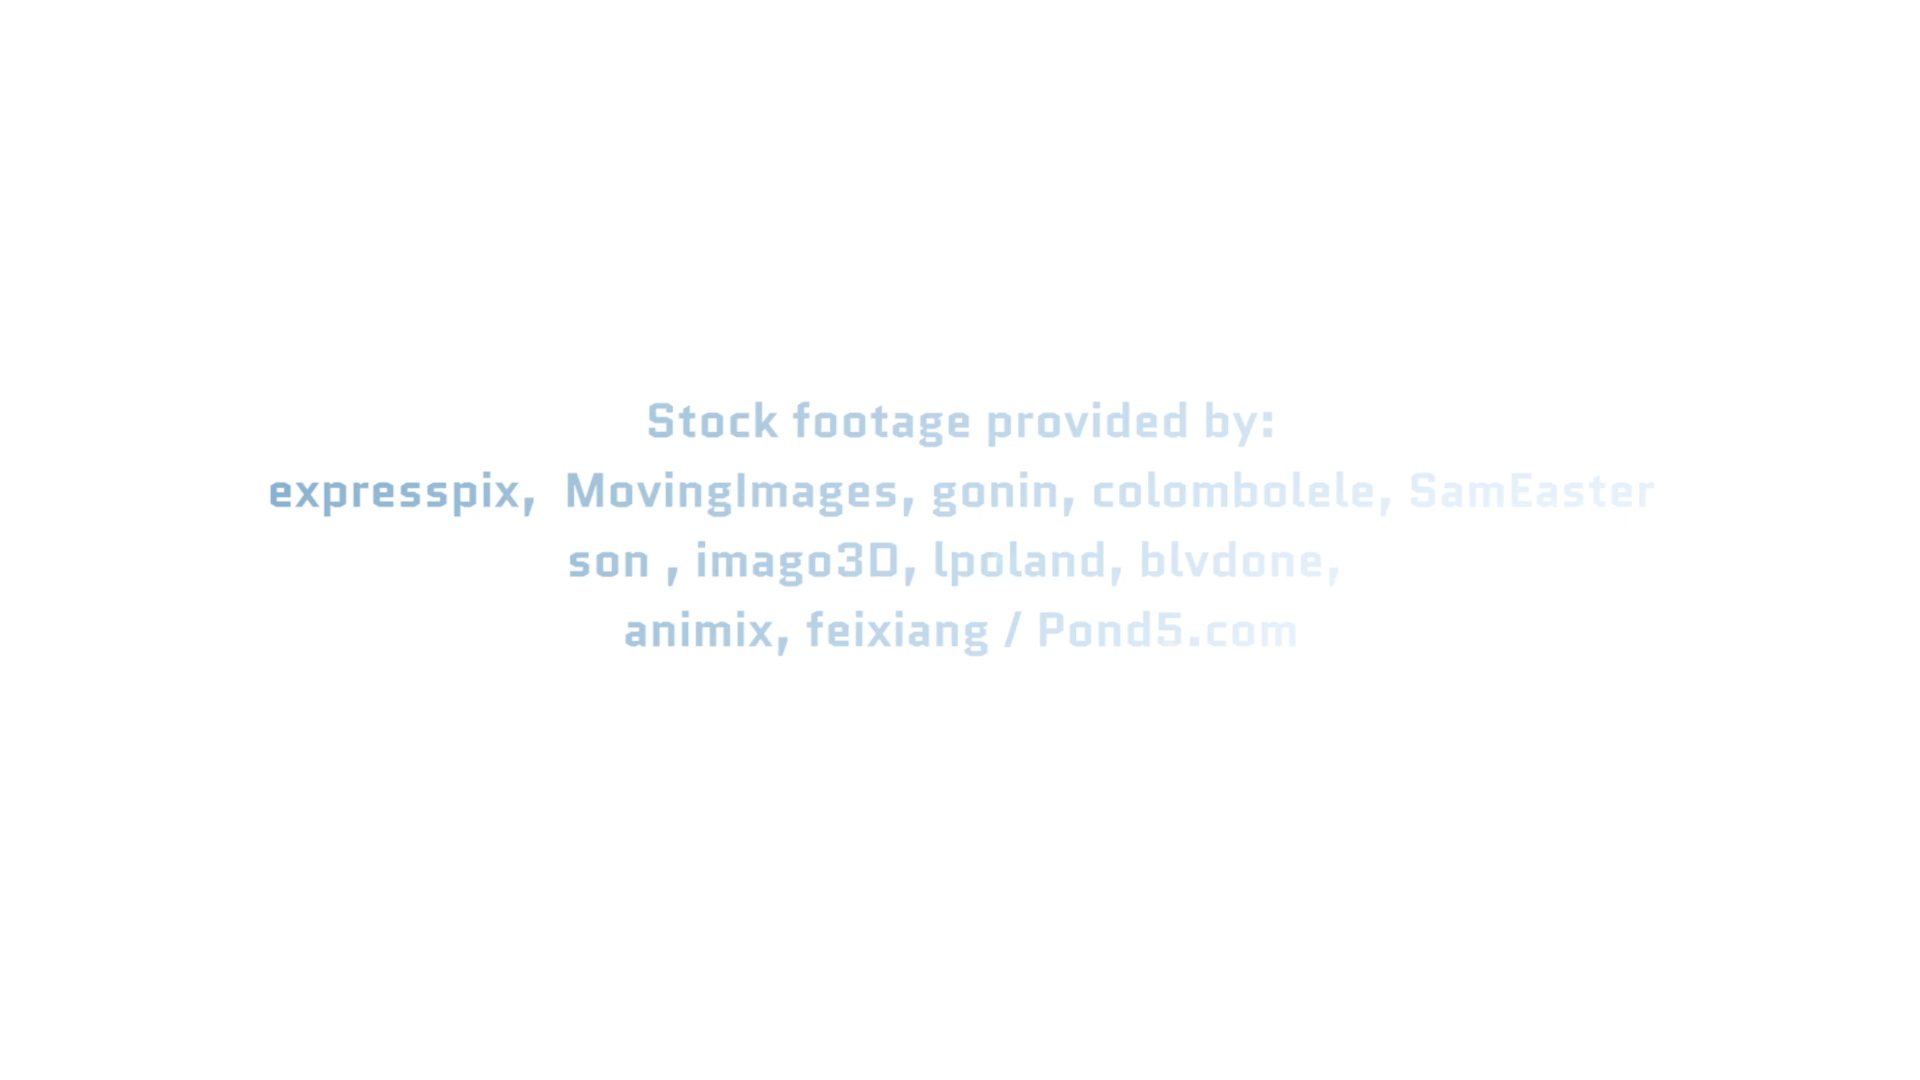 Stock footage provided by:
expresspix, MovingImages, gonin, colombolele, SamEaster
son , imago3D, lpoland, blvdone,
animix, feixiang / Pond5.com